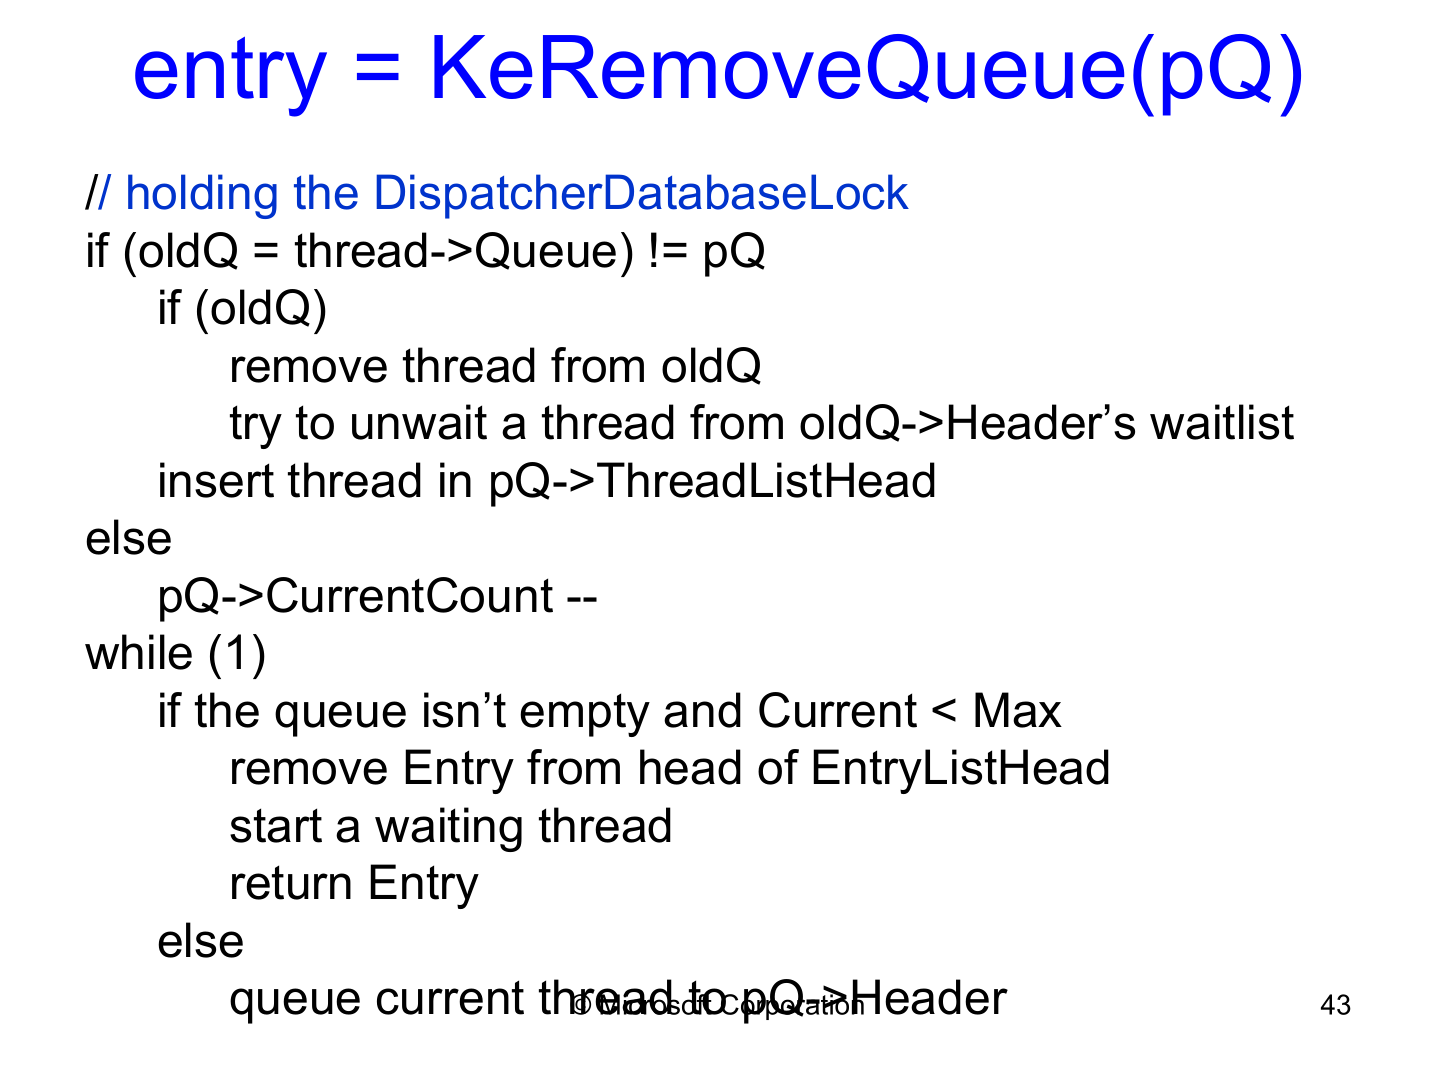 entry = KeRemoveQueue(pQ)
// holding the DispatcherDatabaseLock
if (oldQ = thread->Queue) != pQ
if (oldQ)
remove thread from oldQ
try to unwait a thread from oldQ->Header’s waitlist
insert thread in pQ->ThreadListHead
else
pQ->CurrentCount --
while (1)
if the queue isn’t empty and Current < Max
remove Entry from head of EntryListHead
start a waiting thread
return Entry
else
queue current thread to pQ->Header
© Microsoft Corporation
43